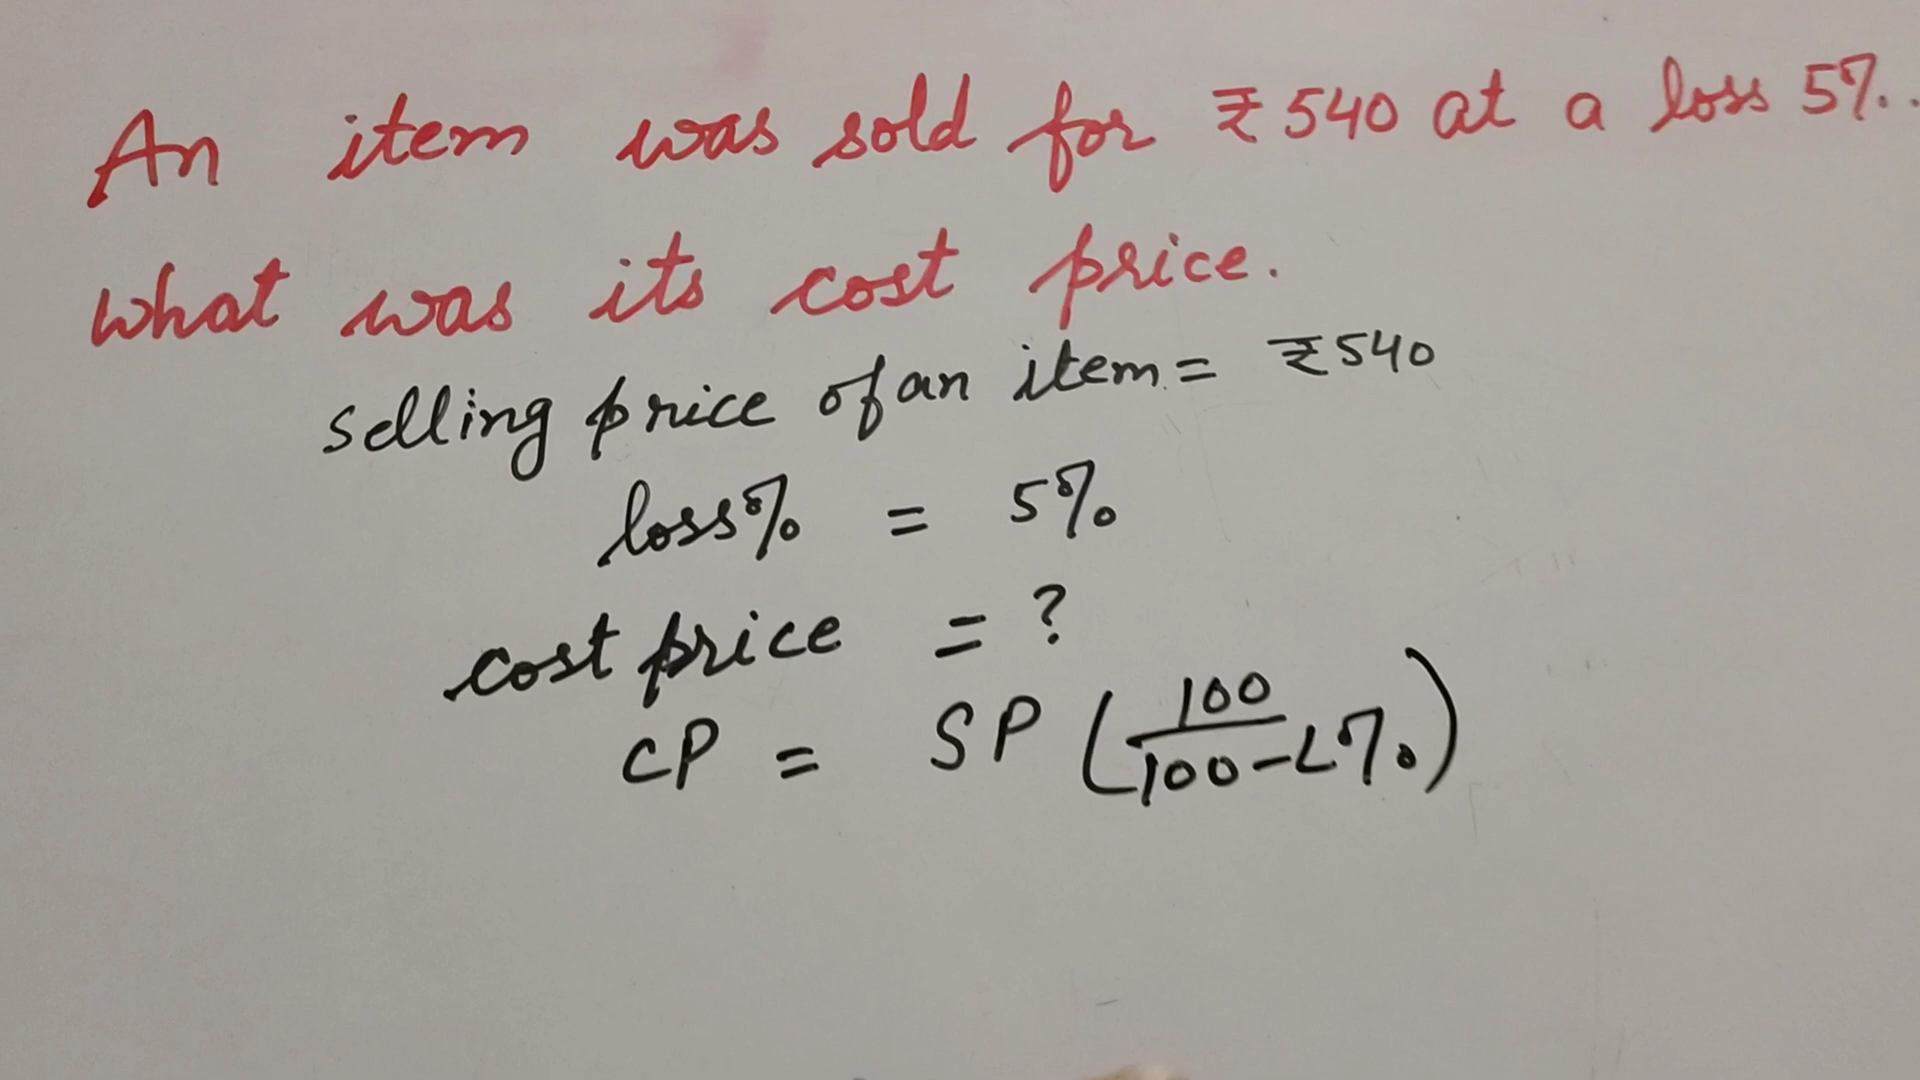 An item was sold for ₹540 at a loss 5%.
What was its cost price.
selling price of an item = ₹540
loss% = 5%
cost price = ?
CP = SP (100/100-L%)